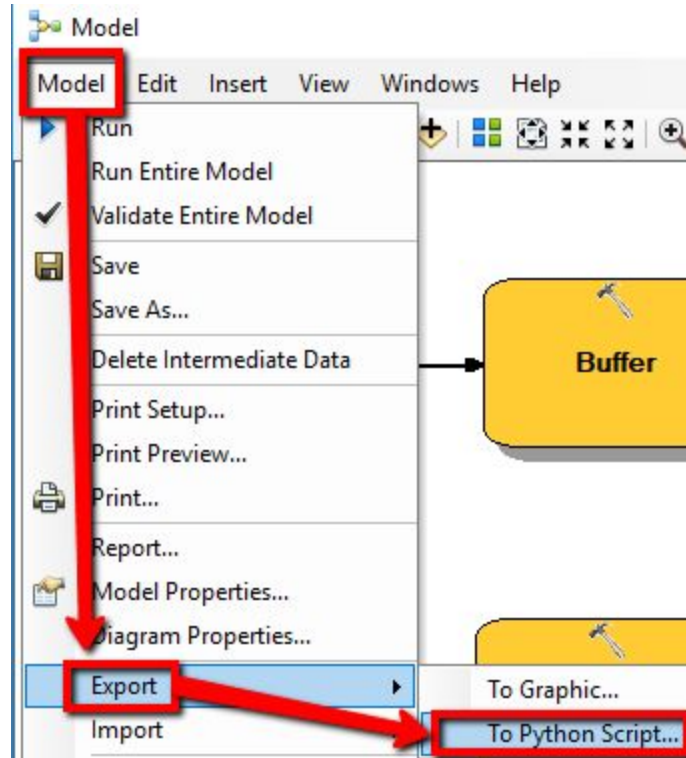 Model
Model Edit Insert View Windows Help
Run
Run Entire Model
Validate Entire Model
Save
Save As...
Delete Intermediate Data
Buffer
Print Setup...
Print Preview...
Print...
Report...
Model Properties...
Diagram Properties...
Export
To Graphic...
Import
To Python Script...